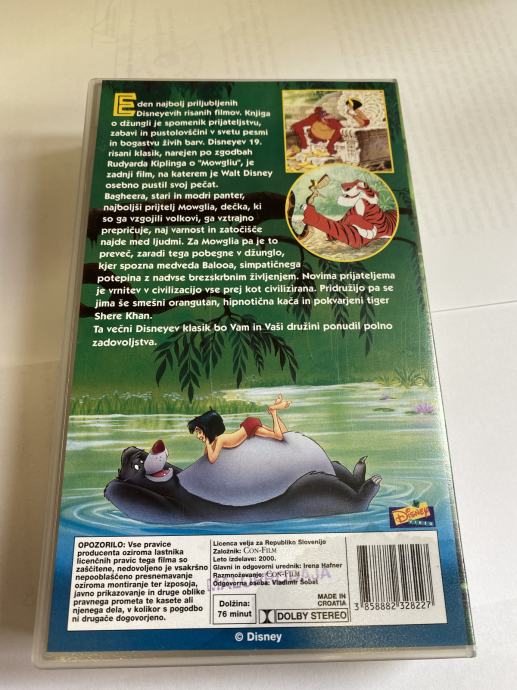 Eden najbolj priljubljenih
Disneyevih risanih filmov. Knjiga
o džungli je spomenik prijateljstvu,
zabavi in pustolovščini v svetu pesmi
in bogastvu živih barv. Disneyev 19.
risani klasik, narejen po zgodbah
Rudyarda Kiplinga o "Mowgliu", je
zadnji film, na katerem je Walt Disney
osebno pustil svoj pečat.
Bagheera, stari in modri panter,
najboljši prijtelj Mowglia, dečka, ki
so ga vzgojili volkovi, ga vztrajno
prepričuje, naj varnost in zatočišče
najde med ljudmi. Za Mowglia pa je to
preveč, zaradi tega pobegne v džunglo,
kjer spozna medveda Balooa, simpatičnega
potepina z nadvse brezskrbnim življenjem. Novima prijateljema
je vrnitev v civilizacijo vse prej kot civilizirana. Pridružijo pa se
jima še smešni orangutan, hipnotična kača in pokvarjeni tiger
Shere Khan.
Ta večni Disneyev klasik bo Vam in Vaši družini ponudil polno
zadovoljstva.
Disney
VIDEO
OPOZORILO: Vse pravice
producenta oziroma lastnika
licenčnih pravic tega filma so
zaščitene, nedovoljeno je vsakršno
nepooblaščeno presnemavanje
oziroma montiranje ter izposoja,
javno prikazovanje in druge oblike
pravnega prometa te kasete ali
njenega dela, v kolikor s pogodbo
ni drugače dogovorjeno.
Licenca velja za Republiko Slovenijo
Založnik: CON-FILM
Leto izdelave: 2000.
Glavni in odgovorni urednik: Irena Hafner
Razmnoževanje: CON-FILM
Odgovorna oseba: Vladimir Šobat
Dolžina:
76 minut
MADE IN
CROATIA
DOLBY STEREO
3 858882 328227
© Disney